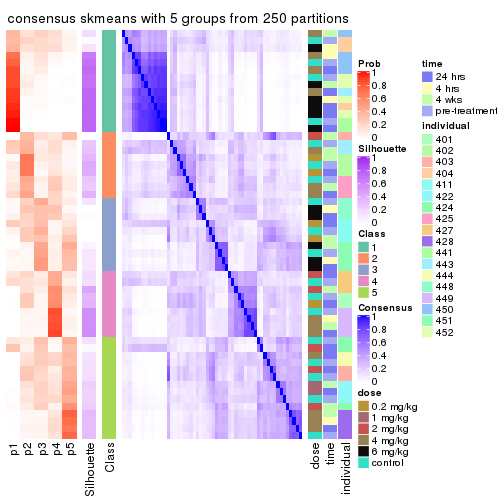 consensus skmeans with 5 groups from 250 partitions
Prob
1
0.8
0.6
0.4
0.2
0
Silhouette
1
0.8
0.6
0.4
0.2
0
Class
1
2
3
4
5
Consensus
1
0.8
0.6
0.4
0.2
0
dose
0.2 mg/kg
1 mg/kg
2 mg/kg
4 mg/kg
6 mg/kg
control
time
24 hrs
4 hrs
4 wks
pre-treatment
individual
401
402
403
404
411
422
424
425
427
428
441
443
444
448
449
450
451
452
p1
p2
p3
p4
p5
Silhouette
Class
dose
time
individual